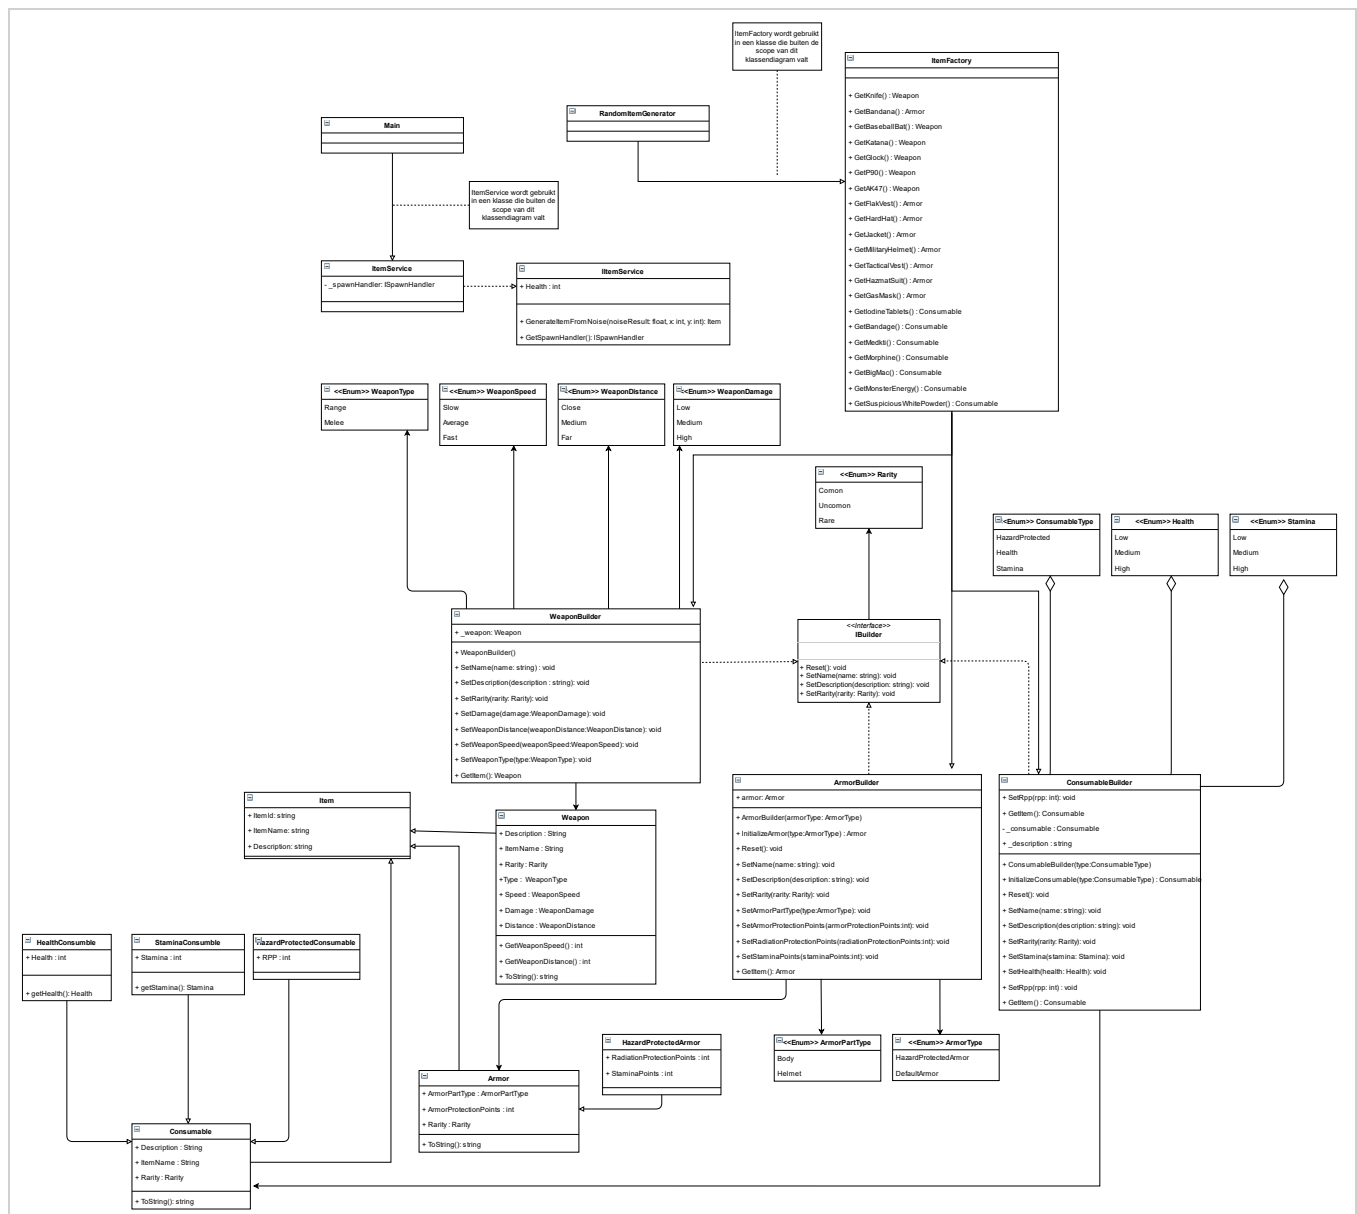 ItemFactory wordt gebruikt
in een klasse die buiten de
scope van dit
klassendiagram valt
ItemFactory
+ GetKnife() : Weapon
+ GetBandana() : Armor
+ GetBaseballBat() : Weapon
+ GetKatana() : Weapon
+ GetGlock() : Weapon
+ GetP90() : Weapon
+ GetAK47() : Weapon
+ GetFlakVest() : Armor
+ GetHardHat() : Armor
+ GetJacket() : Armor
+ GetMilitaryHelmet() : Armor
+ GetTacticalVest() : Armor
+ GetHazmatSuit() : Armor
+ GetGasMask() : Armor
+ GetIodineTablets() : Consumable
+ GetBandage() : Consumable
+ GetMedkti() : Consumable
+ GetMorphine() : Consumable
+ GetBigMac() : Consumable
+ GetMonsterEnergy() : Consumable
+ GetSuspiciousWhitePowder() : Consumable
RandomItemGenerator
Main
ItemService wordt gebruikt
in een klasse die buiten de
scope van dit
klassendiagram valt
ItemService
- _spawnHandler: ISpawnHandler
IItemService
+ Health : int
+ GenerateItemFromNoise(noiseResult: float, x: int, y: int): Item
+ GetSpawnHandler(): ISpawnHandler
<<Enum>> WeaponType
Range
Melee
<<Enum>> WeaponSpeed
Slow
Average
Fast
<<Enum>> WeaponDistance
Close
Medium
Far
<<Enum>> WeaponDamage
Low
Medium
High
<<Enum>> Rarity
Comon
Uncomon
Rare
<Enum>> ConsumableType
HazardProtected
Health
Stamina
<<Enum>> Health
Low
Medium
High
<<Enum>> Stamina
Low
Medium
High
WeaponBuilder
+ _weapon: Weapon
+ WeaponBuilder()
+ SetName(name: string) : void
+ SetDescription(description : string): void
+ SetRarity(rarity: Rarity): void
+ SetDamage(damage:WeaponDamage): void
+ SetWeaponDistance(weaponDistance:WeaponDistance): void
+ SetWeaponSpeed(weaponSpeed:WeaponSpeed): void
+ SetWeaponType(type:WeaponType): void
+ GetItem(): Weapon
<<Interface>>
IBuilder
+ Reset(): void
+ SetName(name: string): void
+ SetDescription(description: string): void
+ SetRarity(rarity: Rarity): void
ArmorBuilder
+ armor: Armor
+ ArmorBuilder(armorType: ArmorType)
+ InitializeArmor(type:ArmorType) : Armor
+ Reset(): void
+ SetName(name: string): void
+ SetDescription(description: string): void
+ SetRarity(rarity: Rarity): void
+ SetArmorPartType(type:ArmorType): void
+ SetArmorProtectionPoints(armorProtectionPoints:int): void
+ SetRadiationProtectionPoints(radiationProtectionPoints:int): void
+ SetStaminaPoints(staminaPoints:int): void
+ GetItem(): Armor
ConsumableBuilder
+ SetRpp(rpp: int): void
+ GetItem(): Consumable
- _consumable : Consumable
+ _description : string
+ ConsumableBuilder(type:ConsumableType)
+ InitializeConsumable(type:ConsumableType) : Consumable
+ Reset(): void
+ SetName(name: string): void
+ SetDescription(description: string): void
+ SetRarity(rarity: Rarity): void
+ SetStamina(stamina: Stamina): void
+ SetHealth(health: Health): void
+ SetRpp(rpp: int) : void
+ GetItem() : Consumable
Item
+ ItemId: string
+ ItemName: string
+ Description: string
Weapon
+ Description : String
+ ItemName : String
+ Rarity : Rarity
+Type : WeaponType
+ Speed : WeaponSpeed
+ Damage : WeaponDamage
+ Distance : WeaponDistance
+ GetWeaponSpeed() : int
+ GetWeaponDistance() : int
+ ToString(): string
HealthConsumble
+ Health : int
+ getHealth(): Health
StaminaConsumble
+ Stamina : int
+ getStamina(): Stamina
HazardProtectedConsumable
+ RPP : int
HazardProtectedArmor
+ RadiationProtectionPoints : int
+ StaminaPoints : int
<<Enum>> ArmorPartType
Body
Helmet
<<Enum>> ArmorType
HazardProtectedArmor
DefaultArmor
Armor
+ ArmorPartType : ArmorPartType
+ ArmorProtectionPoints : int
+ Rarity : Rarity
+ ToString(): string
Consumable
+ Description : String
+ ItemName : String
+ Rarity : Rarity
+ ToString(): string